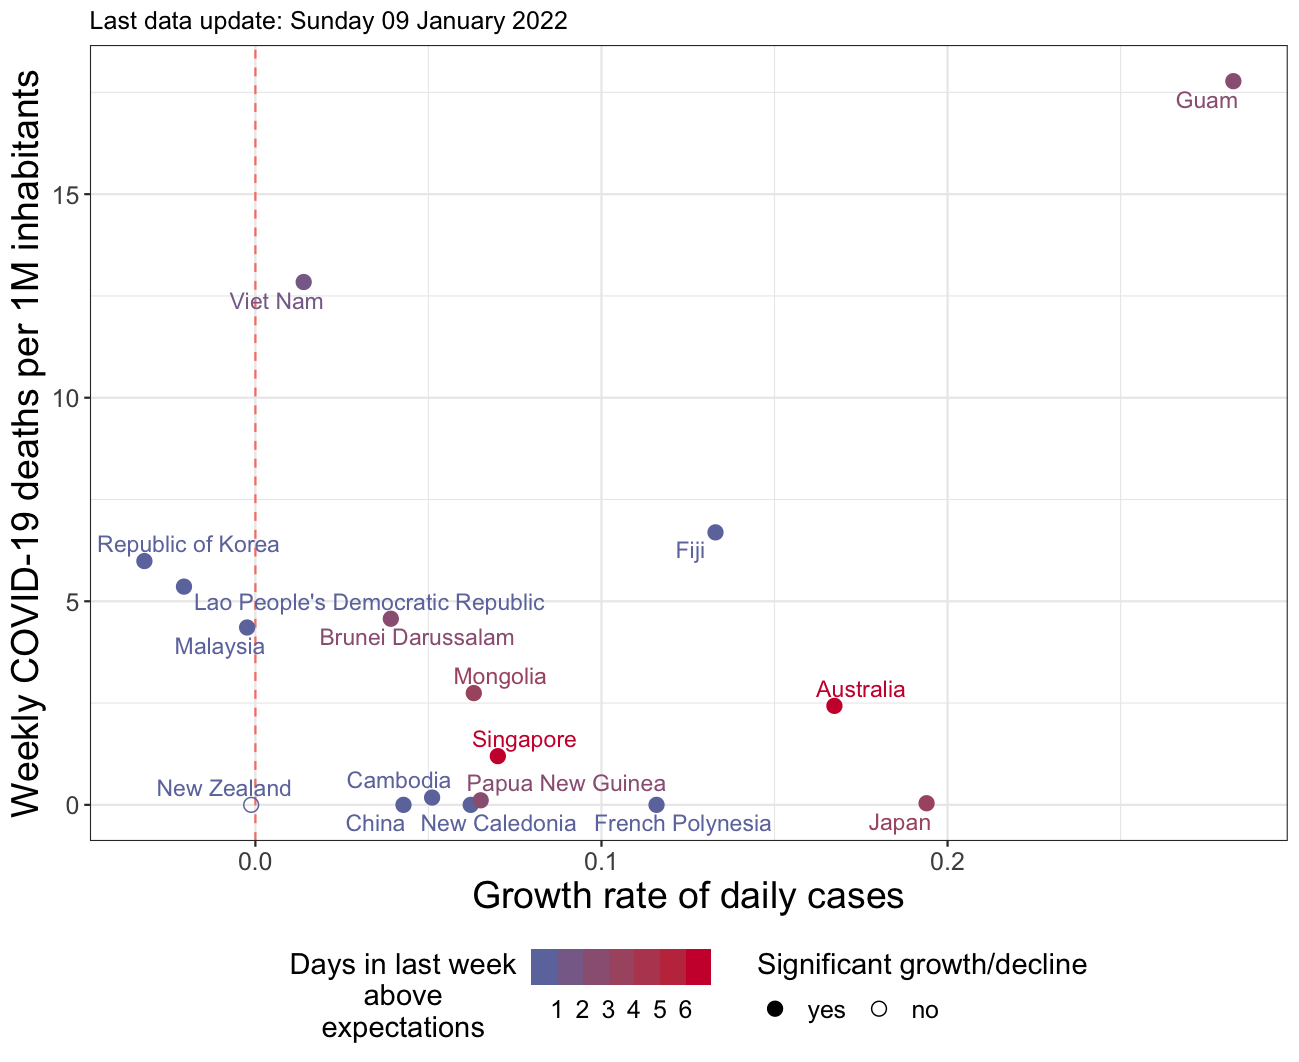 Last data update: Sunday 09 January 2022
Weekly COVID-19 deaths per 1M inhabitants
15
10
5
0
Guam
Viet Nam
Republic of Korea
Fiji
Lao People's Democratic Republic
Brunei Darussalam
Malaysia
Mongolia
Australia
Singapore
New Zealand
Cambodia
Papua New Guinea
China
New Caledonia
French Polynesia
Japan
0.0
0.1
0.2
Growth rate of daily cases
Days in last week
above
expectations
1 2 3 4 5 6
Significant growth/decline
yes no